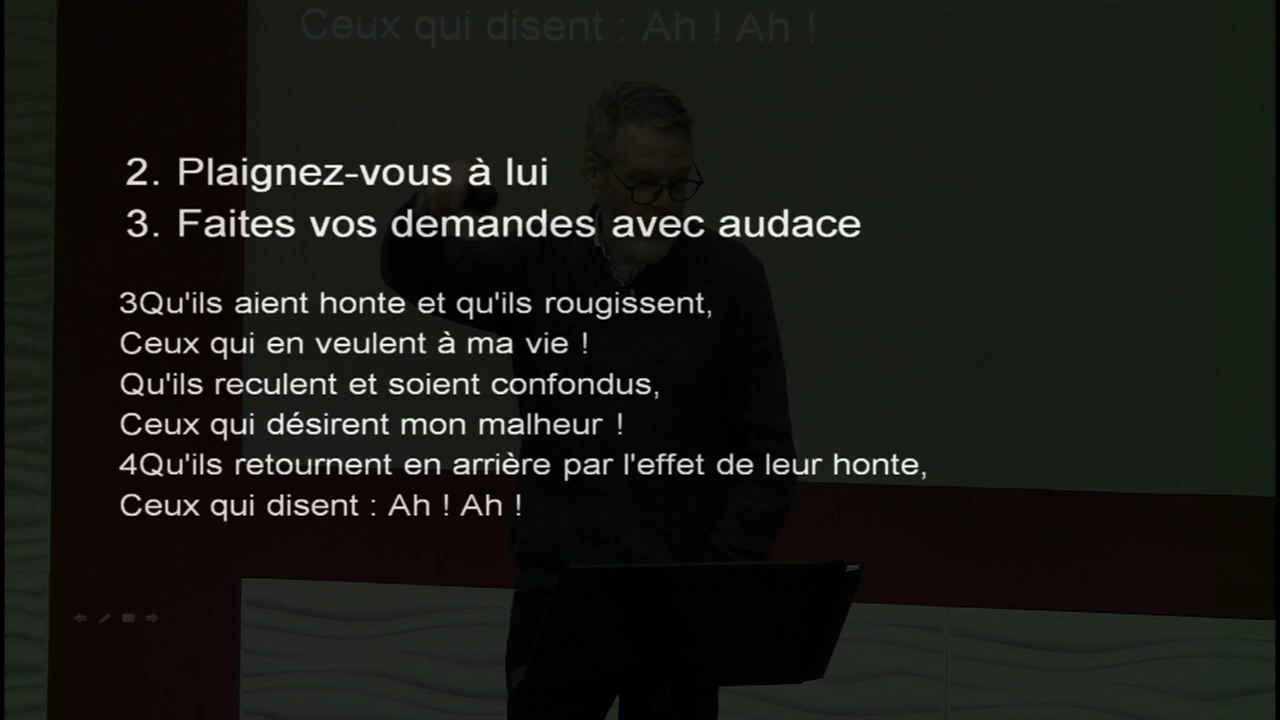 Ceux qui disent : Ah ! Ah !
2. Plaignez-vous à lui
3. Faites vos demandes avec audace
3Qu'ils aient honte et qu'ils rougissent,
Ceux qui en veulent à ma vie !
Qu'ils reculent et soient confondus,
Ceux qui désirent mon malheur !
4Qu'ils retournent en arrière par l'effet de leur honte,
Ceux qui disent : Ah ! Ah !